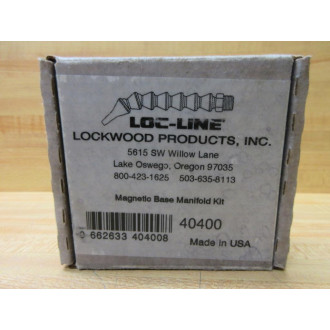 LOC-LINE®
LOCKWOOD PRODUCTS, INC.
5615 SW Willow Lane
Lake Oswego, Oregon 97035
800-423-1625 503-635-8113
Magnetic Base Manifold Kit
40400
0 662633 404008
Made in USA